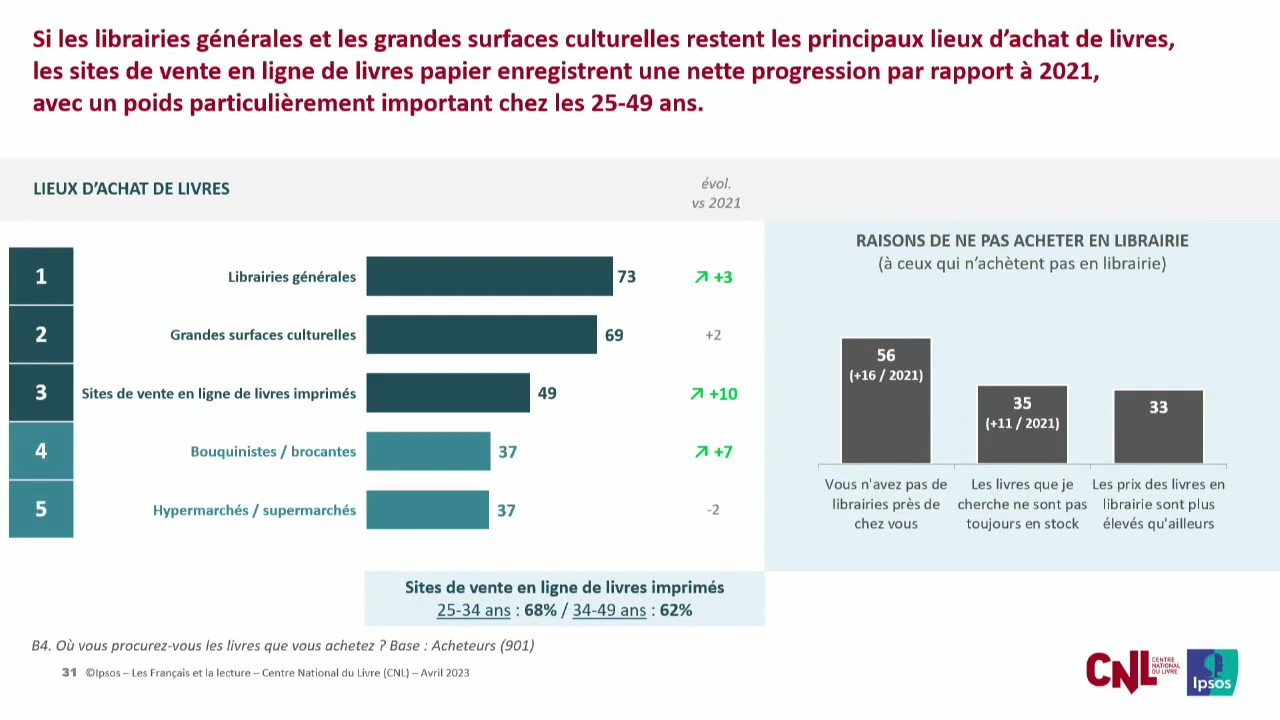 Si les librairies générales et les grandes surfaces culturelles restent les principaux lieux d'achat de livres,
les sites de vente en ligne de livres papier enregistrent une nette progression par rapport à 2021,
avec un poids particulièrement important chez les 25-49 ans.
LIEUX D'ACHAT DE LIVRES
évol.
vs 2021
1 Librairies générales 73 +3
2 Grandes surfaces culturelles 69 +2
3 Sites de vente en ligne de livres imprimés 49 +10
4 Bouquinistes / brocantes 37 +7
5 Hypermarchés / supermarchés 37 -2
Sites de vente en ligne de livres imprimés
25-34 ans : 68% / 34-49 ans : 62%
RAISONS DE NE PAS ACHETER EN LIBRAIRIE
(à ceux qui n'achètent pas en librairie)
56
(+16 / 2021)
35
(+11 / 2021)
33
Vous n'avez pas de
librairies près de
chez vous
Les livres que je
cherche ne sont pas
toujours en stock
Les prix des livres en
librairie sont plus
élevés qu'ailleurs
B4. Où vous procurez-vous les livres que vous achetez ? Base : Acheteurs (901)
31 ©Ipsos – Les Français et la lecture – Centre National du Livre (CNL) – Avril 2023
CNL
CENTRE
NATIONAL
DU LIVRE
Ipsos